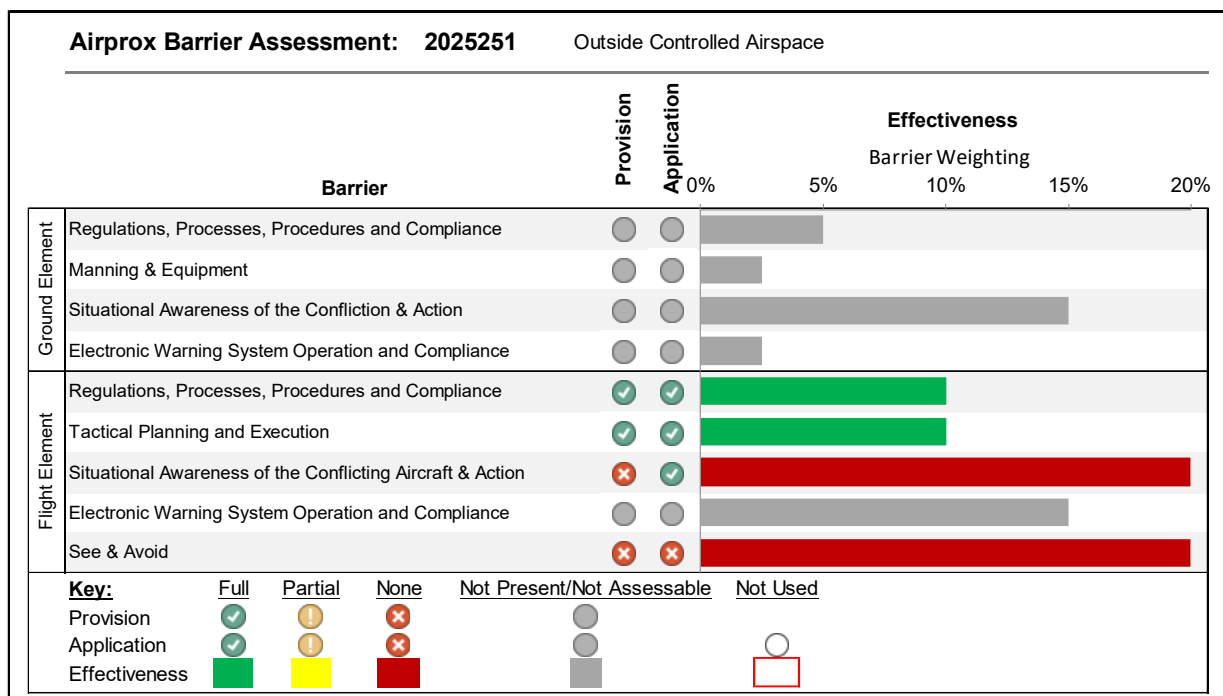 Airprox Barrier Assessment: 2025251 Outside Controlled Airspace
Provision
Application
Effectiveness
Barrier Weighting
Barrier
0% 5% 10% 15% 20%
Ground Element
Regulations, Processes, Procedures and Compliance
Manning & Equipment
Situational Awareness of the Confliction & Action
Electronic Warning System Operation and Compliance
Flight Element
Regulations, Processes, Procedures and Compliance
Tactical Planning and Execution
Situational Awareness of the Conflicting Aircraft & Action
Electronic Warning System Operation and Compliance
See & Avoid
Key: Full Partial None Not Present/Not Assessable Not Used
Provision
Application
Effectiveness